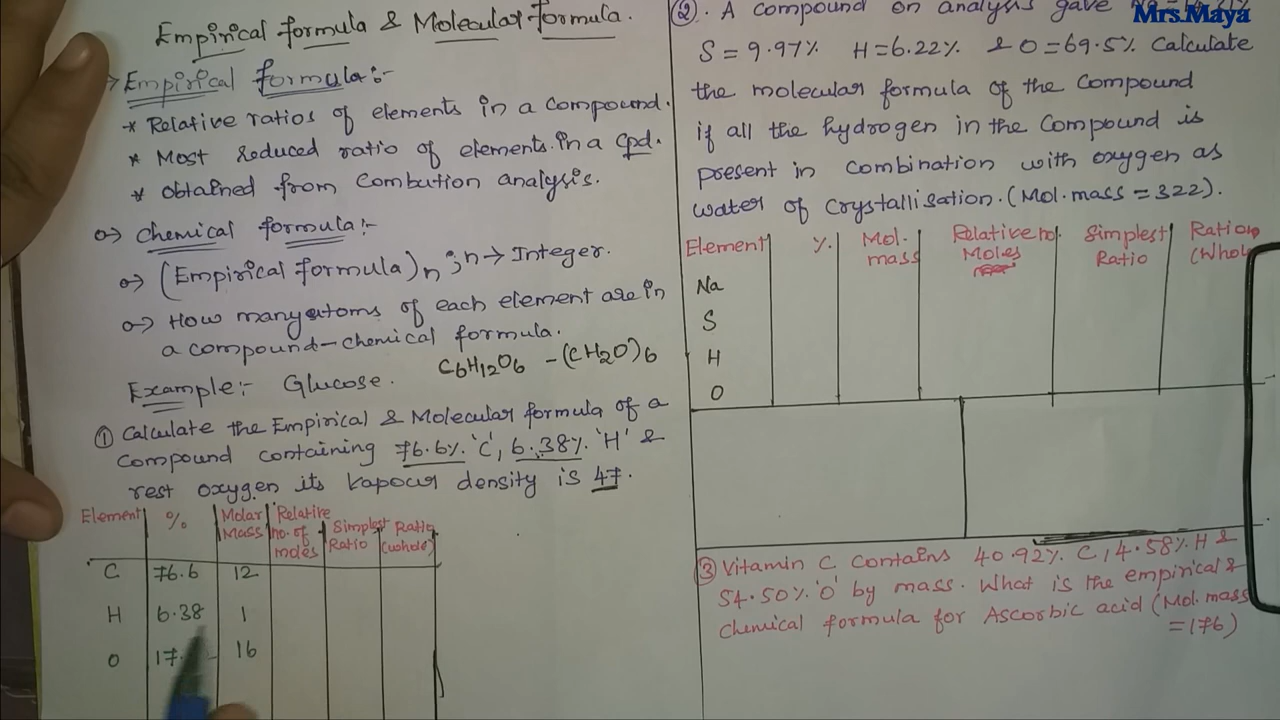 Empirical formula & Molecular formula.
→ Empirical formula:-
* Relative ratios of elements in a compound.
* Most reduced ratio of elements in a cpd.
* obtained from Combution analysis.
o→ Chemical formula:-
o→ (Empirical formula)n ; n → Integer.
o→ How many atoms of each element are in
a compound - chemical formula.
Example:- Glucose. C6H12O6 - (CH2O)6
① Calculate the Empirical & Molecular formula of a
compound containing 76.6% 'C', 6.38% 'H' &
rest oxygen its vapour density is 47.
Element % Molar Mass Relative no. of moles Simplest Ratio Ratio (whole)
C 76.6 12
H 6.38 1
O 17. 16
Mrs.Maya
②. A compound on analysis gave
S = 9.97% H = 6.22% & O = 69.5% Calculate
the molecular formula of the Compound
if all the hydrogen in the Compound is
present in combination with oxygen as
water of Crystallisation. (Mol. mass = 322).
Element % Mol. mass Relative no. Moles Simplest Ratio Ratio (Whole
Na
S
H
O
③ Vitamin C Contains 40.92% C, 4.58% H &
54.50% 'O' by mass. What is the empirical &
chemical formula for Ascorbic acid (Mol. mass
= 176)